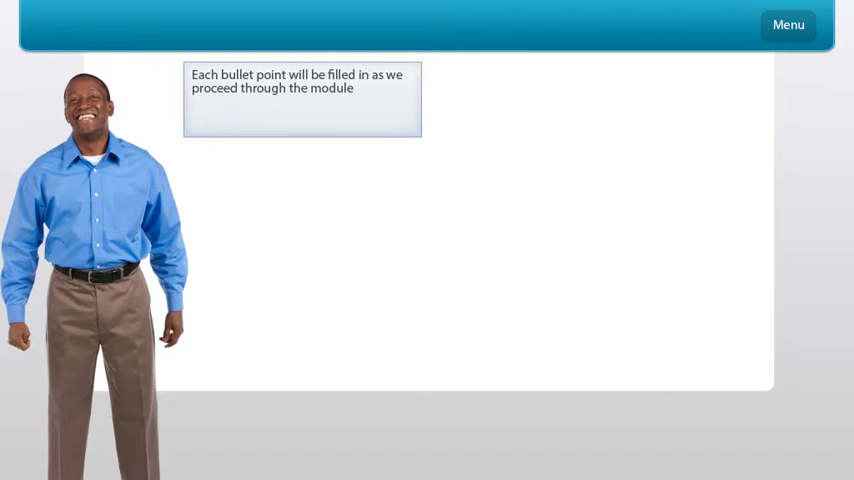 Menu
Each bullet point will be filled in as we
proceed through the module